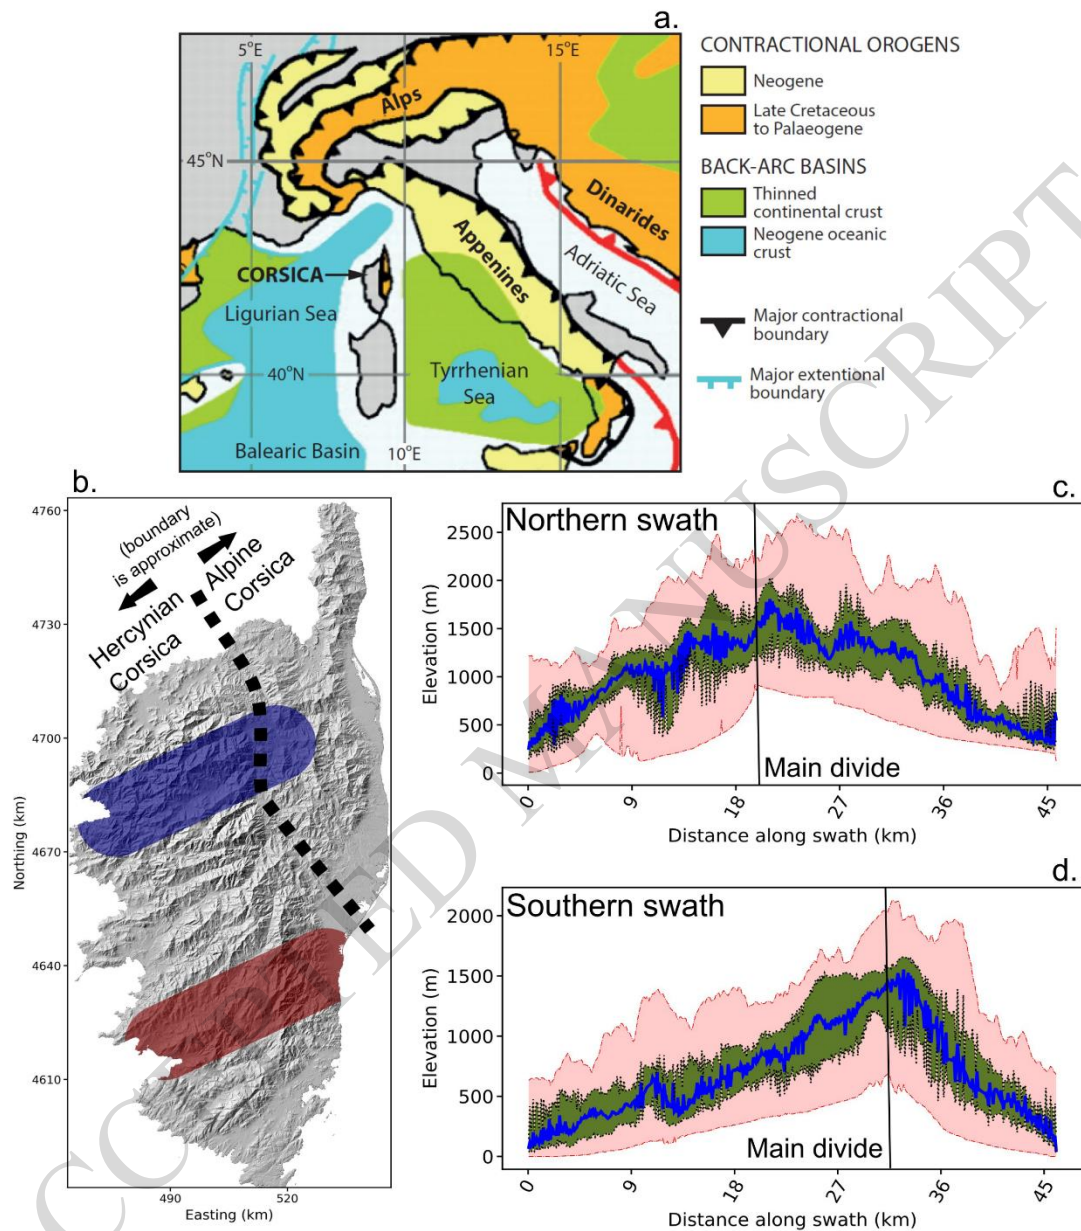 a.
5°E
15°E
Alps
45°N
Dinarides
Appenines
CORSICA
Adriatic Sea
Ligurian Sea
40°N
Tyrrhenian
Sea
Balearic Basin
10°E
CONTRACTIONAL OROGENS
Neogene
Late Cretaceous
to Palaeogene
BACK-ARC BASINS
Thinned
continental crust
Neogene oceanic
crust
Major contractional
boundary
Major extentional
boundary
b.
4760
4730
4700
4670
4640
4610
Northing (km)
(boundary
is approximate)
Alpine
Corsica
Hercynian
Corsica
490
520
Easting (km)
c.
Northern swath
2500
2000
1500
1000
500
0
Elevation (m)
Main divide
0
9
18
27
36
45
Distance along swath (km)
d.
Southern swath
2000
1500
1000
500
0
Elevation (m)
Main divide
0
9
18
27
36
45
Distance along swath (km)
ACCEPTED MANUSCRIPT